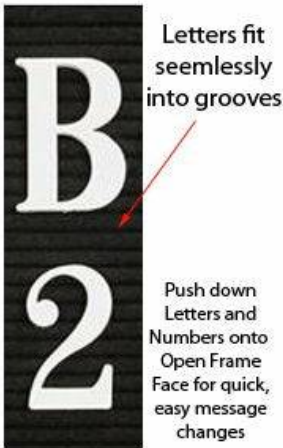 Letters fit
seemlessly
into grooves
B
2
Push down
Letters and
Numbers onto
Open Frame
Face for quick,
easy message
changes